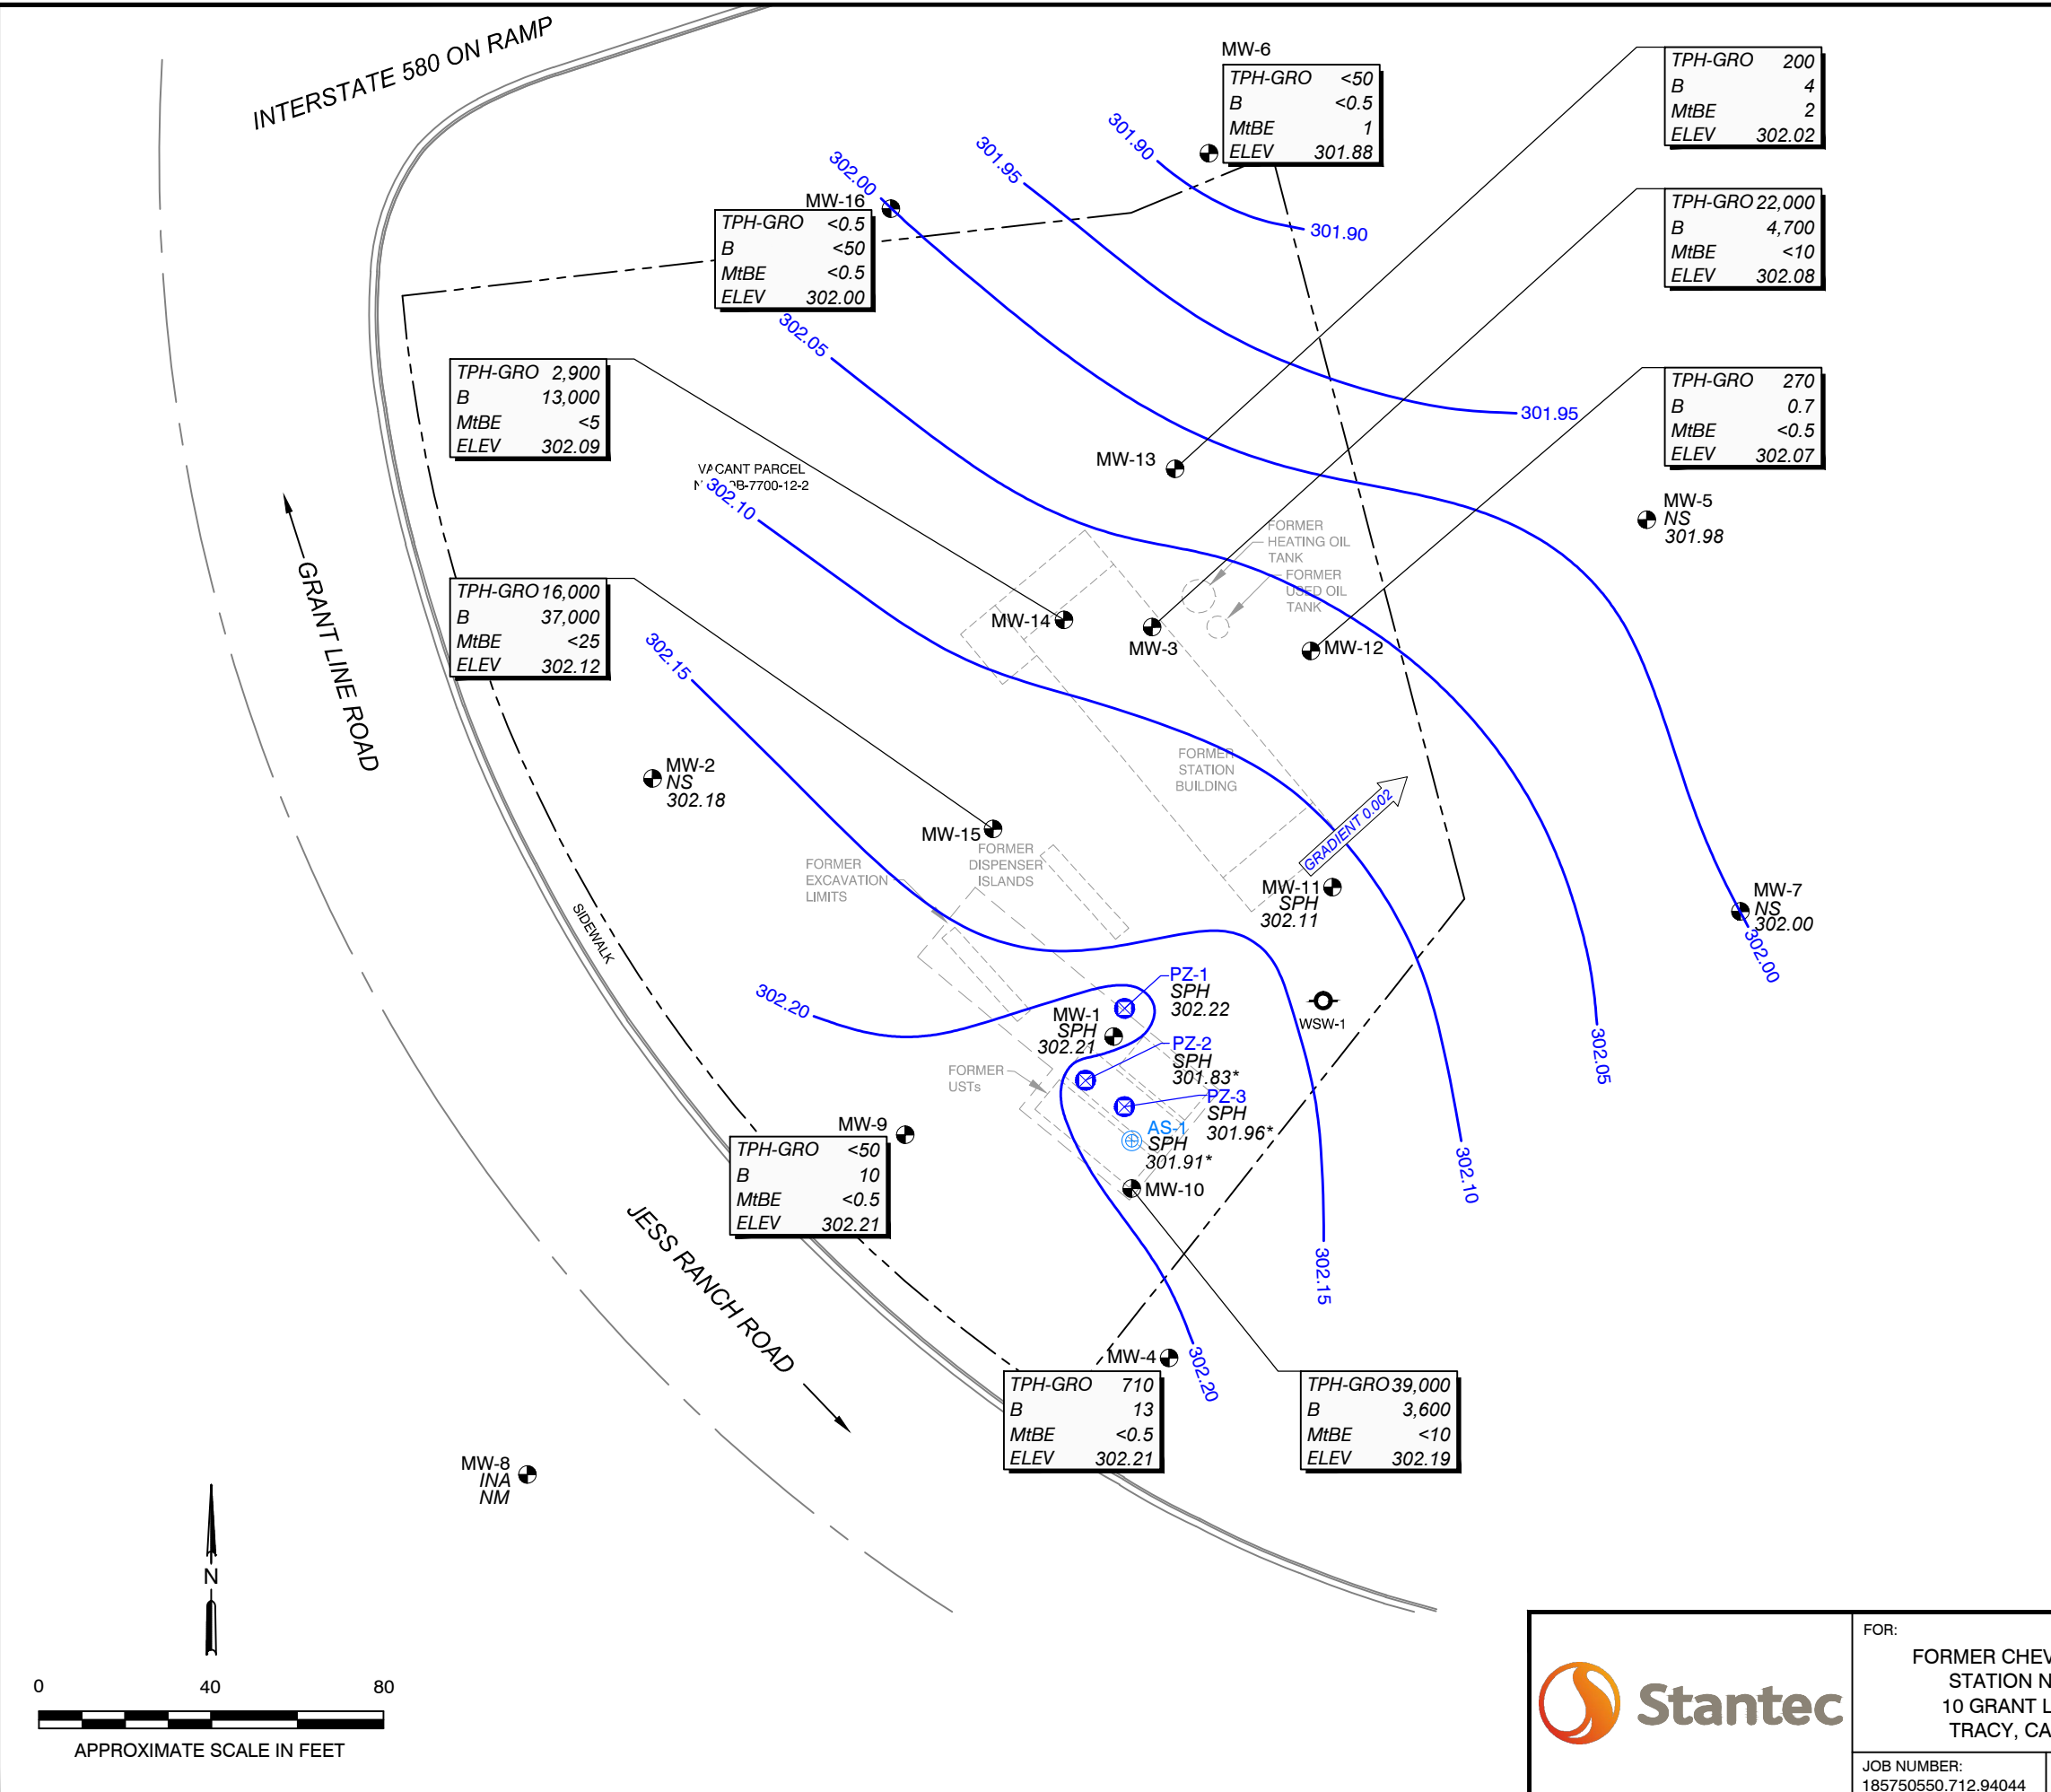 INTERSTATE 580 ON RAMP
MW-6
TPH-GRO <50
B <0.5
MtBE 1
ELEV 301.88
TPH-GRO 200
B 4
MtBE 2
ELEV 302.02
301.90
301.95
302.00
MW-16
TPH-GRO <0.5
B <50
MtBE <0.5
ELEV 302.00
301.90
TPH-GRO 22,000
B 4,700
MtBE <10
ELEV 302.08
302.05
TPH-GRO 2,900
B 13,000
MtBE <5
ELEV 302.09
TPH-GRO 270
B 0.7
MtBE <0.5
ELEV 302.07
301.95
MW-13
VACANT PARCEL
9B-7700-12-2
302.10
MW-5
NS
301.98
FORMER
HEATING OIL
TANK
FORMER
USED OIL
TANK
GRANT LINE ROAD
TPH-GRO 16,000
B 37,000
MtBE <25
ELEV 302.12
302.15
MW-14
MW-3
MW-12
MW-2
NS
302.18
FORMER
STATION
BUILDING
GRADIENT 0.002
MW-15
FORMER
DISPENSER
ISLANDS
FORMER
EXCAVATION
LIMITS
MW-11
SPH
302.11
MW-7
NS
302.00
302.00
SIDEWALK
302.20
PZ-1
SPH
302.22
MW-1
SPH
302.21
WSW-1
PZ-2
SPH
301.83*
302.05
FORMER
USTs
PZ-3
SPH
301.96*
AS-1
SPH
301.91*
MW-9
TPH-GRO <50
B 10
MtBE <0.5
ELEV 302.21
MW-10
302.10
JESS RANCH ROAD
302.15
MW-4
302.20
TPH-GRO 710
B 13
MtBE <0.5
ELEV 302.21
TPH-GRO 39,000
B 3,600
MtBE <10
ELEV 302.19
MW-8
INA
NM
N
0 40 80
APPROXIMATE SCALE IN FEET
Stantec
FOR:
FORMER CHEV
STATION N
10 GRANT L
TRACY, CA
JOB NUMBER:
185750550.712.94044